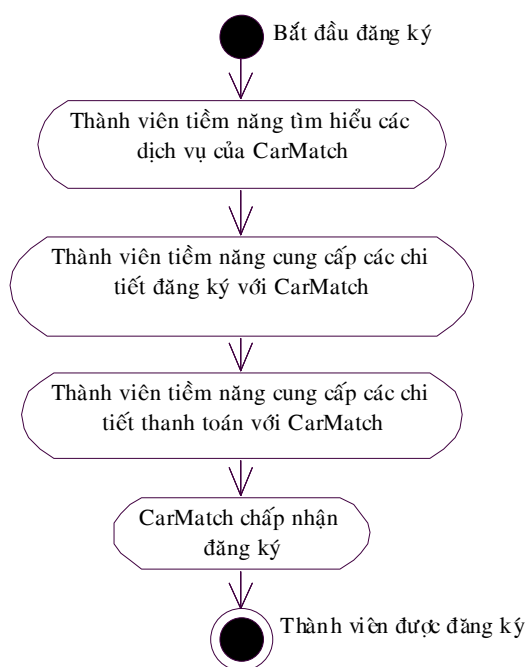 Bắt đầu đăng ký
Thành viên tiềm năng tìm hiểu các
dịch vụ của CarMatch
Thành viên tiềm năng cung cấp các chi
tiết đăng ký với CarMatch
Thành viên tiềm năng cung cấp các chi
tiết thanh toán với CarMatch
CarMatch chấp nhận
đăng ký
Thành viên được đăng ký